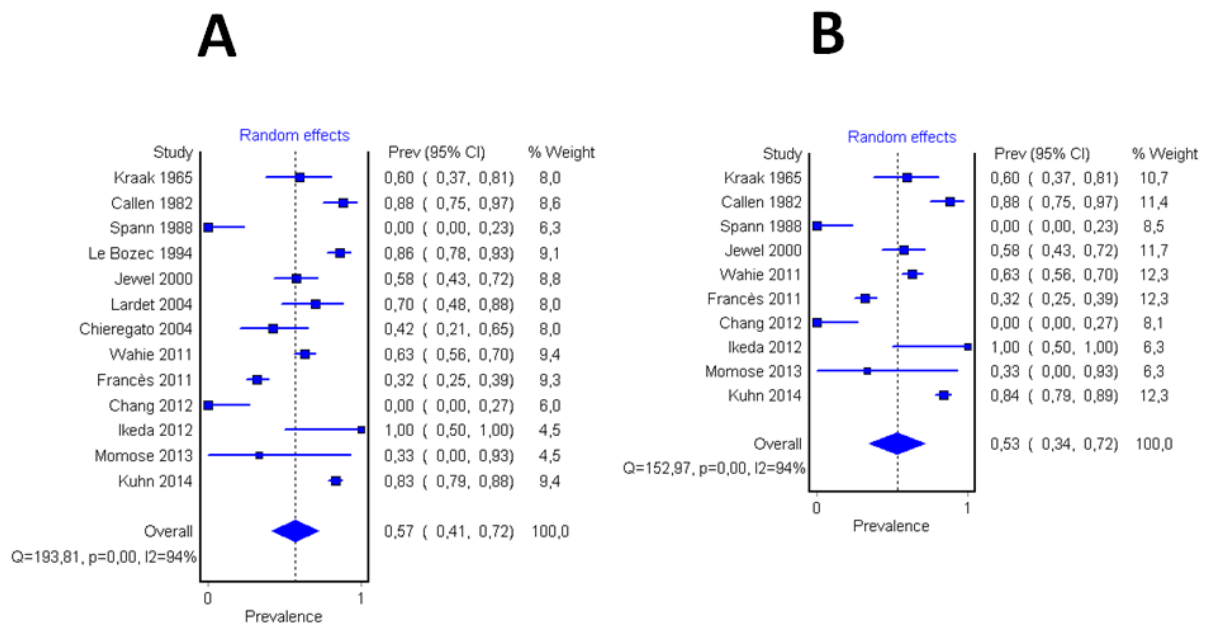 A
Random effects
Study Prev (95% CI) % Weight
Kraak 1965 0,60 ( 0,37, 0,81) 8,0
Callen 1982 0,88 ( 0,75, 0,97) 8,6
Spann 1988 0,00 ( 0,00, 0,23) 6,3
Le Bozec 1994 0,86 ( 0,78, 0,93) 9,1
Jewel 2000 0,58 ( 0,43, 0,72) 8,8
Lardet 2004 0,70 ( 0,48, 0,88) 8,0
Chieregato 2004 0,42 ( 0,21, 0,65) 8,0
Wahie 2011 0,63 ( 0,56, 0,70) 9,4
Francès 2011 0,32 ( 0,25, 0,39) 9,3
Chang 2012 0,00 ( 0,00, 0,27) 6,0
Ikeda 2012 1,00 ( 0,50, 1,00) 4,5
Momose 2013 0,33 ( 0,00, 0,93) 4,5
Kuhn 2014 0,83 ( 0,79, 0,88) 9,4
Overall 0,57 ( 0,41, 0,72) 100,0
Q=193,81, p=0,00, I2=94%
0 1
Prevalence
B
Random effects
Study Prev (95% CI) % Weight
Kraak 1965 0,60 ( 0,37, 0,81) 10,7
Callen 1982 0,88 ( 0,75, 0,97) 11,4
Spann 1988 0,00 ( 0,00, 0,23) 8,5
Jewel 2000 0,58 ( 0,43, 0,72) 11,7
Wahie 2011 0,63 ( 0,56, 0,70) 12,3
Francès 2011 0,32 ( 0,25, 0,39) 12,3
Chang 2012 0,00 ( 0,00, 0,27) 8,1
Ikeda 2012 1,00 ( 0,50, 1,00) 6,3
Momose 2013 0,33 ( 0,00, 0,93) 6,3
Kuhn 2014 0,84 ( 0,79, 0,89) 12,3
Overall 0,53 ( 0,34, 0,72) 100,0
Q=152,97, p=0,00, I2=94%
0 1
Prevalence